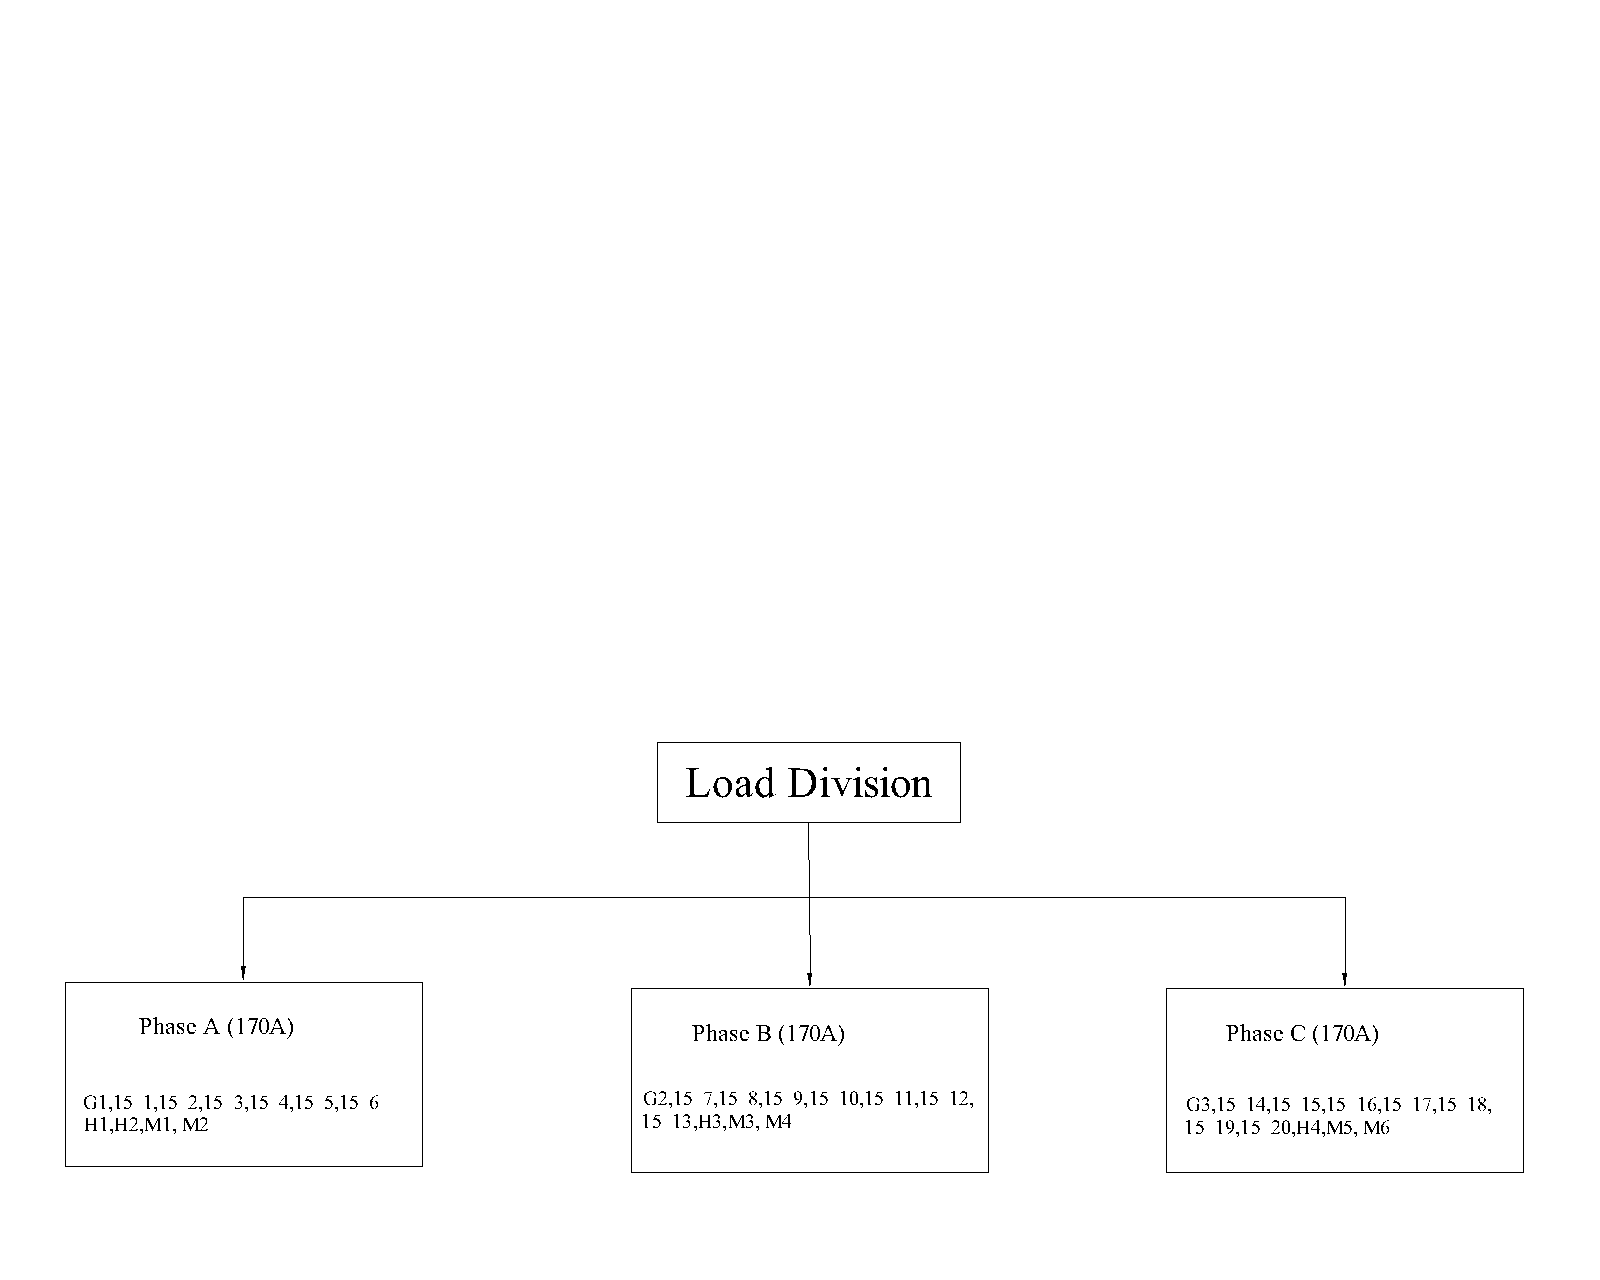 Load Division
Phase A (170A)
G1,15 1,15 2,15 3,15 4,15 5,15 6
H1,H2,M1, M2
Phase B (170A)
G2,15 7,15 8,15 9,15 10,15 11,15 12,
15 13,H3,M3, M4
Phase C (170A)
G3,15 14,15 15,15 16,15 17,15 18,
15 19,15 20,H4,M5, M6